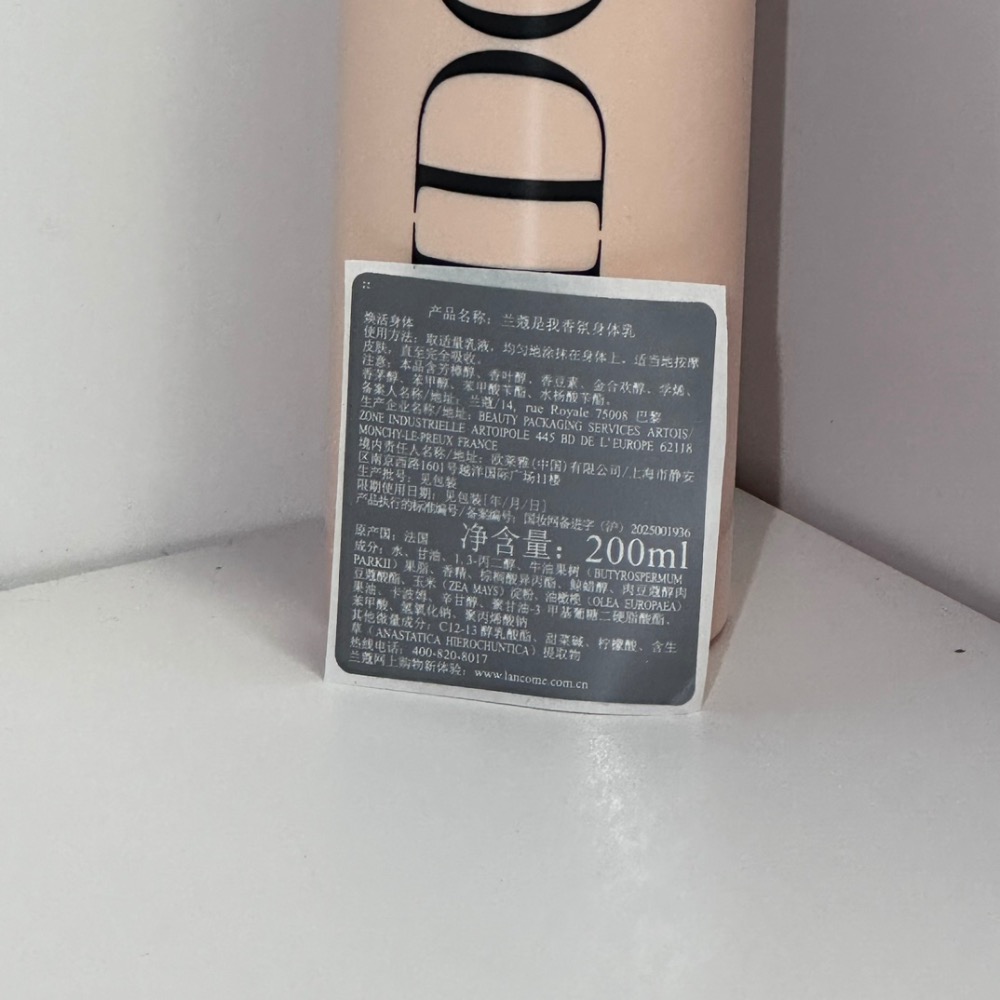 DO
产品名称：兰蔻是我香氛身体乳
焕活身体
使用方法：取适量乳液，均匀地涂抹在身体上，适当地按摩
皮肤，直至完全吸收。
注意：本品含芳樟醇、香叶醇、香豆素、金合欢醇、苧烯、
香茅醇、苯甲醇、苯甲酸苄酯、水杨酸苄酯。
备案人名称/地址：兰蔻/14, rue Royale 75008 巴黎
生产企业名称/地址：BEAUTY PACKAGING SERVICES ARTOIS/
ZONE INDUSTRIELLE ARTOIPOLE 445 BD DE L'EUROPE 62118
MONCHY-LE-PREUX FRANCE
境内责任人名称/地址：欧莱雅(中国)有限公司/上海市静安
区南京西路1601号越洋国际广场11楼
生产批号：见包装
限期使用日期：见包装[年/月/日]
产品执行的标准编号/备案编号：国妆网备进字（沪）2025001936
原产国：法国 净含量：200ml
成分：水、甘油、1,3-丙二醇、牛油果树（BUTYROSPERMUM
PARKII）果脂、香精、棕榈酸异丙酯、鲸蜡醇、肉豆蔻醇肉
豆蔻酸酯、玉米（ZEA MAYS）淀粉、油橄榄（OLEA EUROPAEA）
果油、卡波姆、辛甘醇、聚甘油-3 甲基葡糖二硬脂酸酯、
苯甲酸、氢氧化钠、聚丙烯酸钠
其他微量成分：C12-13 醇乳酸酯、甜菜碱、柠檬酸、含生
草（ANASTATICA HIEROCHUNTICA）提取物
热线电话：400-820-8017
兰蔻网上购物新体验：www.lancome.com.cn